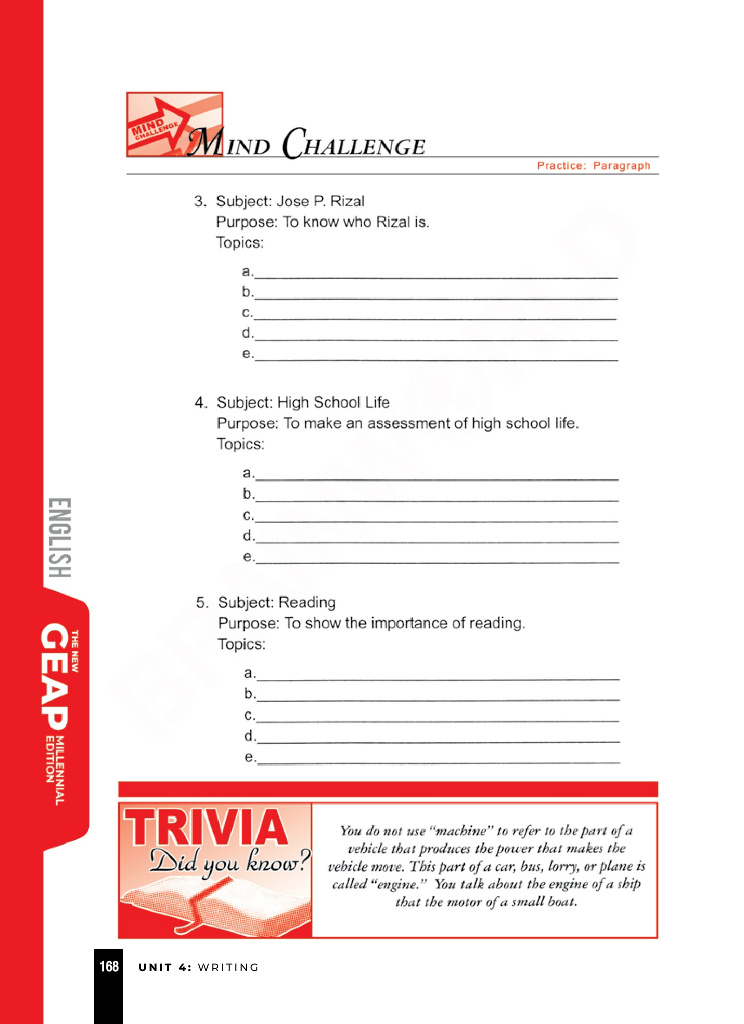 MIND
CHALLENGE
MIND CHALLENGE
Practice: Paragraph
3. Subject: Jose P. Rizal
Purpose: To know who Rizal is.
Topics:
a.
b.
c.
d.
e.
4. Subject: High School Life
Purpose: To make an assessment of high school life.
Topics:
a.
b.
c.
d.
e.
5. Subject: Reading
Purpose: To show the importance of reading.
Topics:
a.
b.
c.
d.
e.
ENGLISH
THE NEW
GEAP
MILLENNIAL
EDITION
TRIVIA
Did you know?
You do not use "machine" to refer to the part of a
vehicle that produces the power that makes the
vehicle move. This part of a car, bus, lorry, or plane is
called "engine." You talk about the engine of a ship
that the motor of a small boat.
168 UNIT 4: WRITING